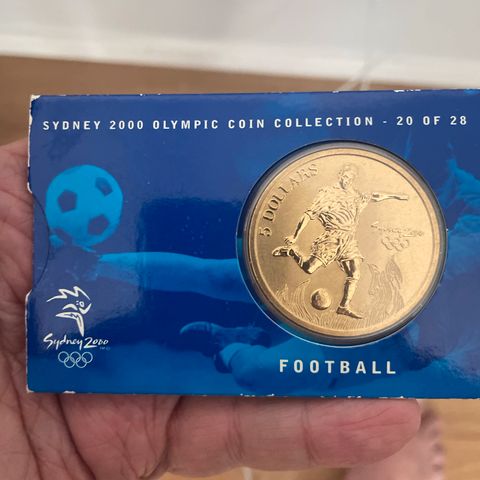 SYDNEY 2000 OLYMPIC COIN COLLECTION - 20 OF 28
5 DOLLARS
Sydney 2000
Sydney 2000
FOOTBALL